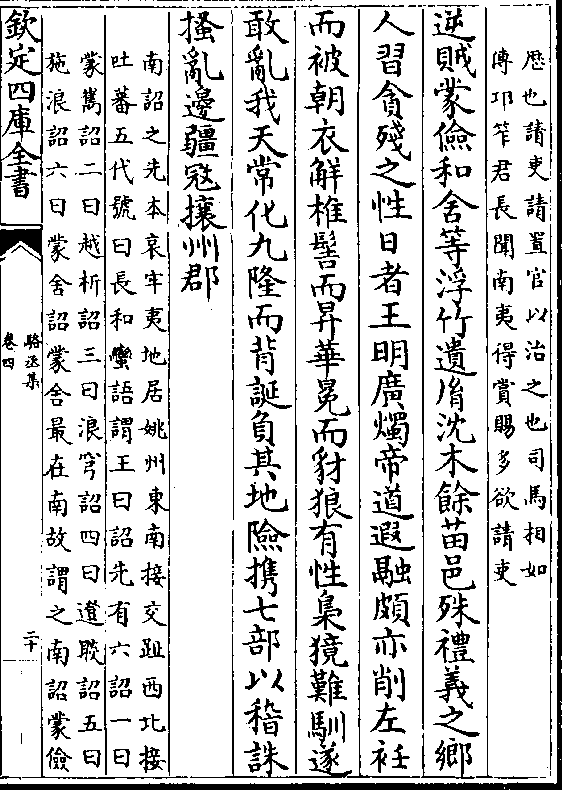 厯也請吏請置官以治之也司馬相如
傳邛笮君長聞南夷得賞賜多欲請吏
逆賊蒙儉和舍等浮竹遺胤沈木餘苗邑殊禮義之鄉
人習貪殘之性日者王明廣燭帝道遐融頗亦削左衽
而被朝衣解椎髻而昇華冕而豺狼有性梟獍難馴遂
敢亂我天常化九隆而背誕負其地險携七部以稽誅
搔亂邊疆寇攘州郡
南詔之先本哀牢夷地居姚州東南接交趾西北接
吐蕃五代號曰長和蠻語謂王曰詔先有六詔一曰
蒙嶲詔二曰越析詔三曰浪穹詔四曰邆賧詔五曰
施浪詔六曰蒙舍詔蒙舍最在南故謂之南詔蒙儉
欽定四庫全書
駱丞集
卷四
二十